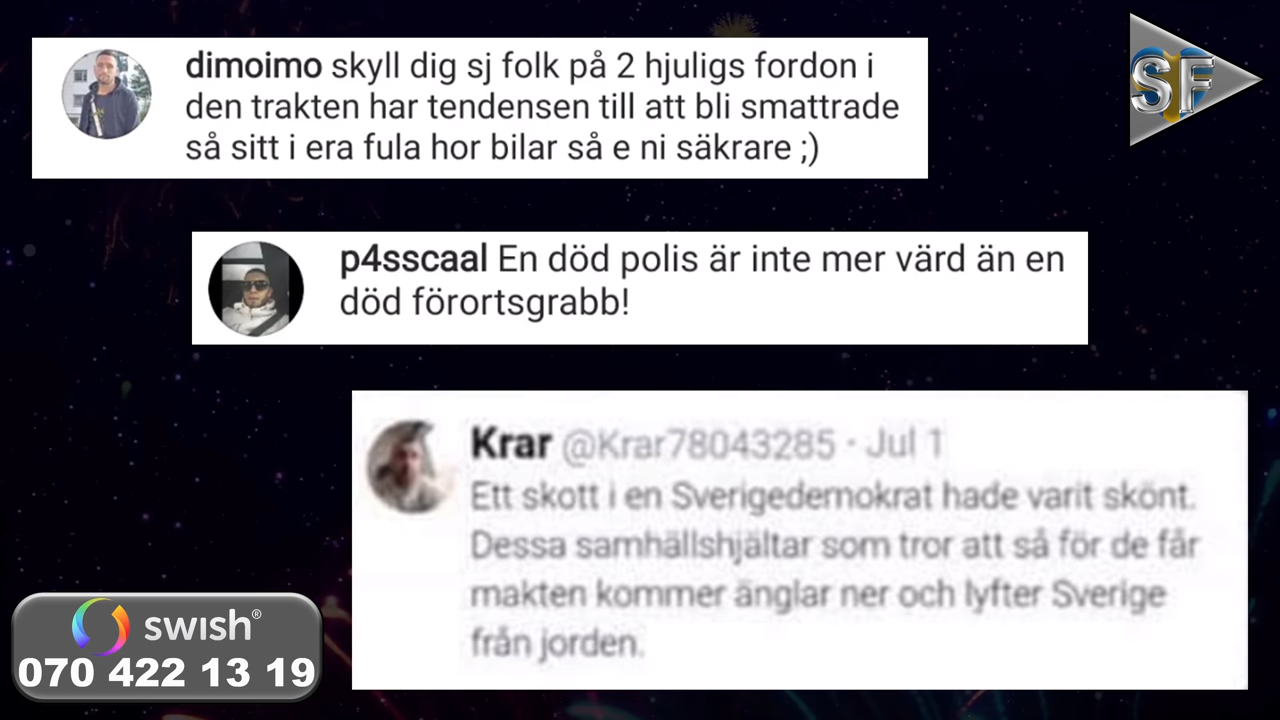 dimoimo skyll dig sj folk på 2 hjuligs fordon i
den trakten har tendensen till att bli smattrade
så sitt i era fula hor bilar så e ni säkrare ;)
SF
p4sscaal En död polis är inte mer värd än en
död förortsgrabb!
Krar @Krar78043285 · Jul 1
Ett skott i en Sverigedemokrat hade varit skönt.
Dessa samhällshjältar som tror att så för de får
makten kommer änglar ner och lyfter Sverige
från jorden.
swish®
070 422 13 19